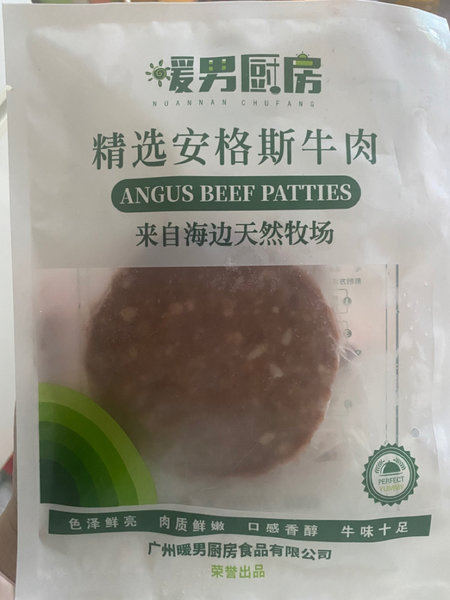 暖男厨房
NUANNAN CHUFANG
精选安格斯牛肉
ANGUS BEEF PATTIES
来自海边天然牧场
PERFECT
YUMMY
色泽鲜亮 肉质鲜嫩 口感香醇 牛味十足
广州暖男厨房食品有限公司
荣誉出品